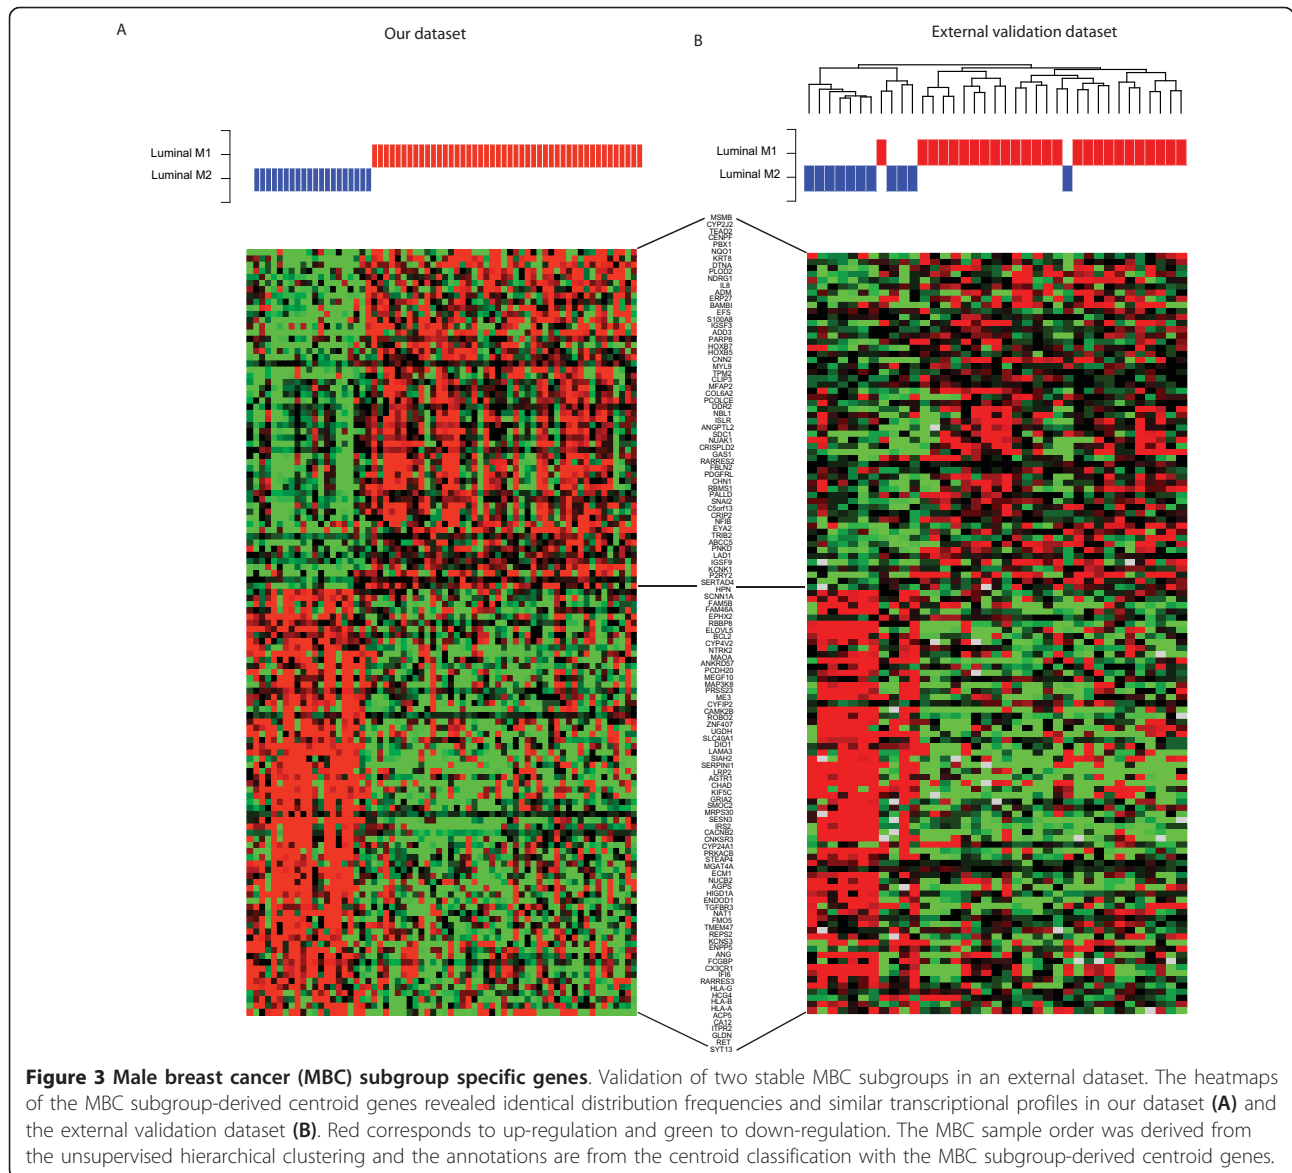 A
Our dataset
B
External validation dataset
Luminal M1
Luminal M2
Luminal M1
Luminal M2
MSMB
CYP2J2
TEAD2
CENPF
PBX1
NQO1
KRT8
DTNA
PLOD2
NDRG1
IL8
ADM
ERP27
BAMBI
EFS
S100A8
IGSF3
ADD3
PARP8
HOXB7
HOXB5
CNN2
MYL9
TPM2
CLIP3
MFAP2
COL6A2
PCOLCE
DDR2
NBL1
ISLR
ANGPTL2
SDC1
NUAK1
CRISPLD2
GAS1
RARRES2
FBLN2
PDGFRL
CHN1
RBMS1
PALLD
SNAI2
C5orf13
CRIP2
NFIB
EYA2
TRIB2
ABCC5
PNKD
LAD1
IGSF9
KCNK1
P2RY2
SERTAD4
HPN
SCNN1A
FAM5B
FAM46A
EPHX2
RBBP8
ELOVL5
BCL2
CYP4V2
NTRK2
MAOA
ANKRD57
PCDH20
MEGF10
MAP3K8
PRSS23
ME3
CYFIP2
CAMK2B
ROBO2
ZNF407
UGDH
SLC40A1
DIO1
LAMA3
SIAH2
SERPINI1
LRP2
AGTR1
CHAD
KIF5C
GRIA2
SMOC2
MRPS30
SESN3
IRS2
CACNB2
CNKSR3
CYP24A1
PRKACB
STEAP4
MGAT4A
ECM1
NUCB2
AGPS
HIGD1A
ENDOD1
TGFBR3
NAT1
FMO5
TMEM47
REPS2
KCNS3
ENPP5
ANG
FCGBP
CX3CR1
IFI6
RARRES3
HLA-G
HCG4
HLA-B
HLA-A
ACP5
CA12
ITPR2
GLDN
RET
SYT13
Figure 3 Male breast cancer (MBC) subgroup specific genes. Validation of two stable MBC subgroups in an external dataset. The heatmaps
of the MBC subgroup-derived centroid genes revealed identical distribution frequencies and similar transcriptional profiles in our dataset (A) and
the external validation dataset (B). Red corresponds to up-regulation and green to down-regulation. The MBC sample order was derived from
the unsupervised hierarchical clustering and the annotations are from the centroid classification with the MBC subgroup-derived centroid genes.